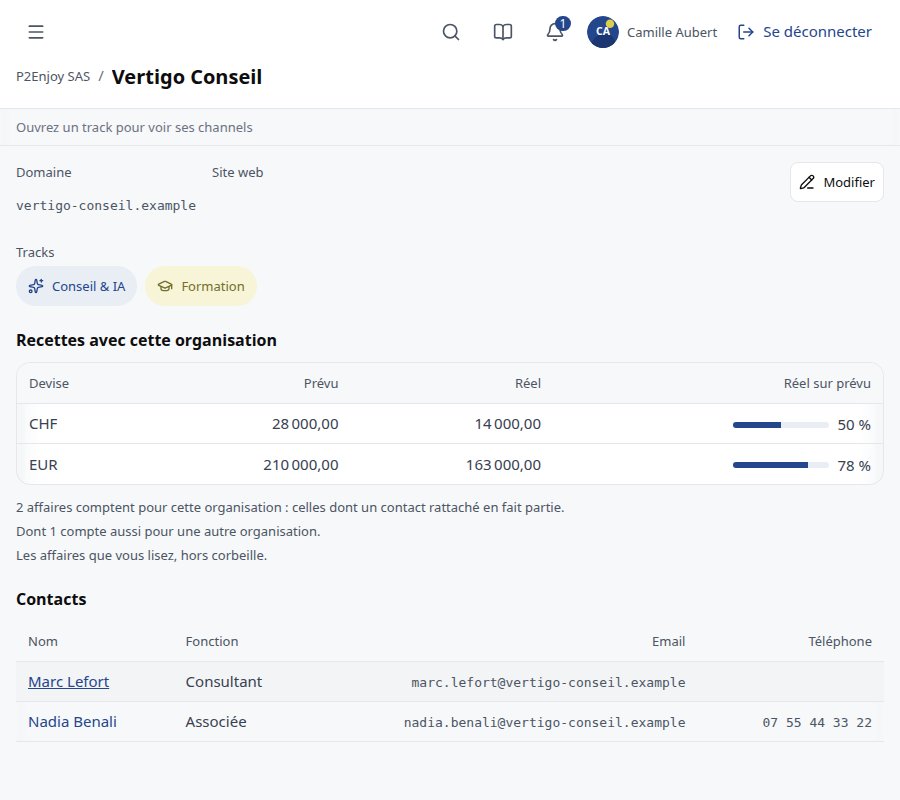 1
CA Camille Aubert Se déconnecter
P2Enjoy SAS / Vertigo Conseil
Ouvrez un track pour voir ses channels
Domaine Site web
Modifier
vertigo-conseil.example
Tracks
Conseil & IA Formation
Recettes avec cette organisation
Devise Prévu Réel Réel sur prévu
CHF 28 000,00 14 000,00 50 %
EUR 210 000,00 163 000,00 78 %
2 affaires comptent pour cette organisation : celles dont un contact rattaché en fait partie.
Dont 1 compte aussi pour une autre organisation.
Les affaires que vous lisez, hors corbeille.
Contacts
Nom Fonction Email Téléphone
Marc Lefort Consultant marc.lefort@vertigo-conseil.example
Nadia Benali Associée nadia.benali@vertigo-conseil.example 07 55 44 33 22